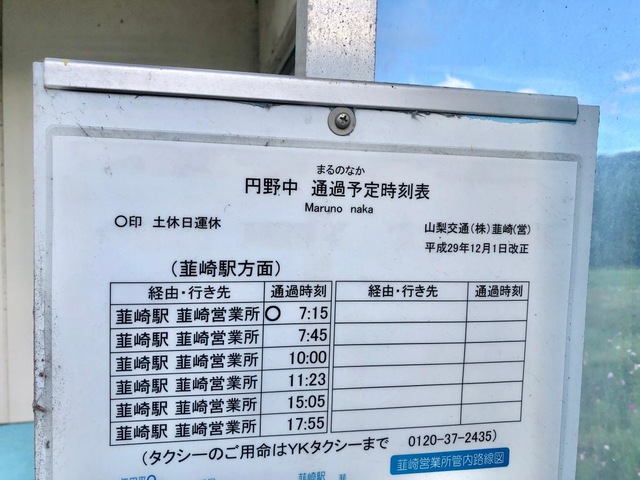 まるのなか
円野中 通過予定時刻表
Maruno naka
〇印 土休日運休
山梨交通(株)韮崎(営)
平成29年12月1日改正
(韮崎駅方面)
経由・行き先 通過時刻 経由・行き先 通過時刻
韮崎駅 韮崎営業所 〇 7:15
韮崎駅 韮崎営業所 7:45
韮崎駅 韮崎営業所 10:00
韮崎駅 韮崎営業所 11:23
韮崎駅 韮崎営業所 15:05
韮崎駅 韮崎営業所 17:55
(タクシーのご用命はYKタクシーまで 0120-37-2435)
韮崎営業所管内路線図
韮崎駅